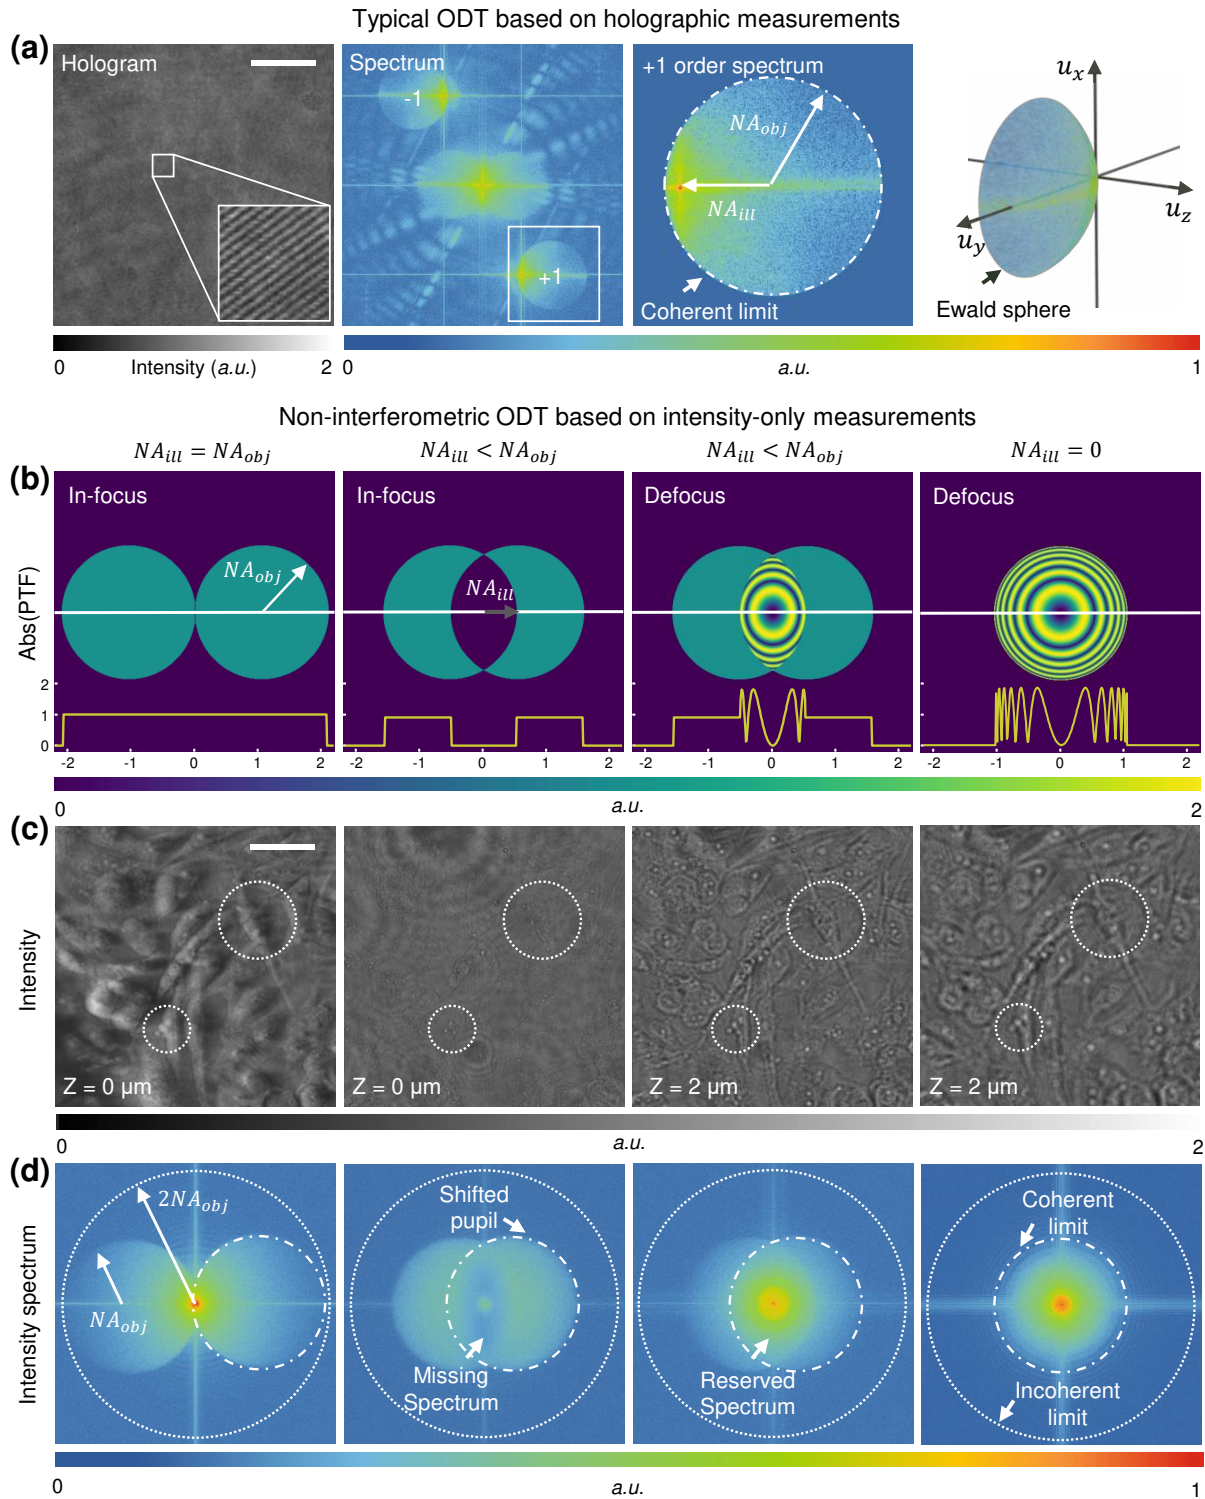 Typical ODT based on holographic measurements
(a)
Hologram
Spectrum
-1
+1
+1 order spectrum
NA_obj
NA_ill
Coherent limit
u_x
u_z
u_y
Ewald sphere
0 Intensity (a.u.) 2
0 a.u. 1
Non-interferometric ODT based on intensity-only measurements
NA_ill = NA_obj
NA_ill < NA_obj
NA_ill < NA_obj
NA_ill = 0
(b)
Abs(PTF)
In-focus
NA_obj
In-focus
NA_ill
Defocus
Defocus
2
1
0
-2 -1 0 1 2
-2 -1 0 1 2
-2 -1 0 1 2
-2 -1 0 1 2
0 a.u. 2
(c)
Intensity
Z = 0 μm
Z = 0 μm
Z = 2 μm
Z = 2 μm
0 a.u. 2
(d)
Intensity spectrum
2NA_obj
NA_obj
Shifted
pupil
Missing
Spectrum
Reserved
Spectrum
Coherent
limit
Incoherent
limit
0 a.u. 1